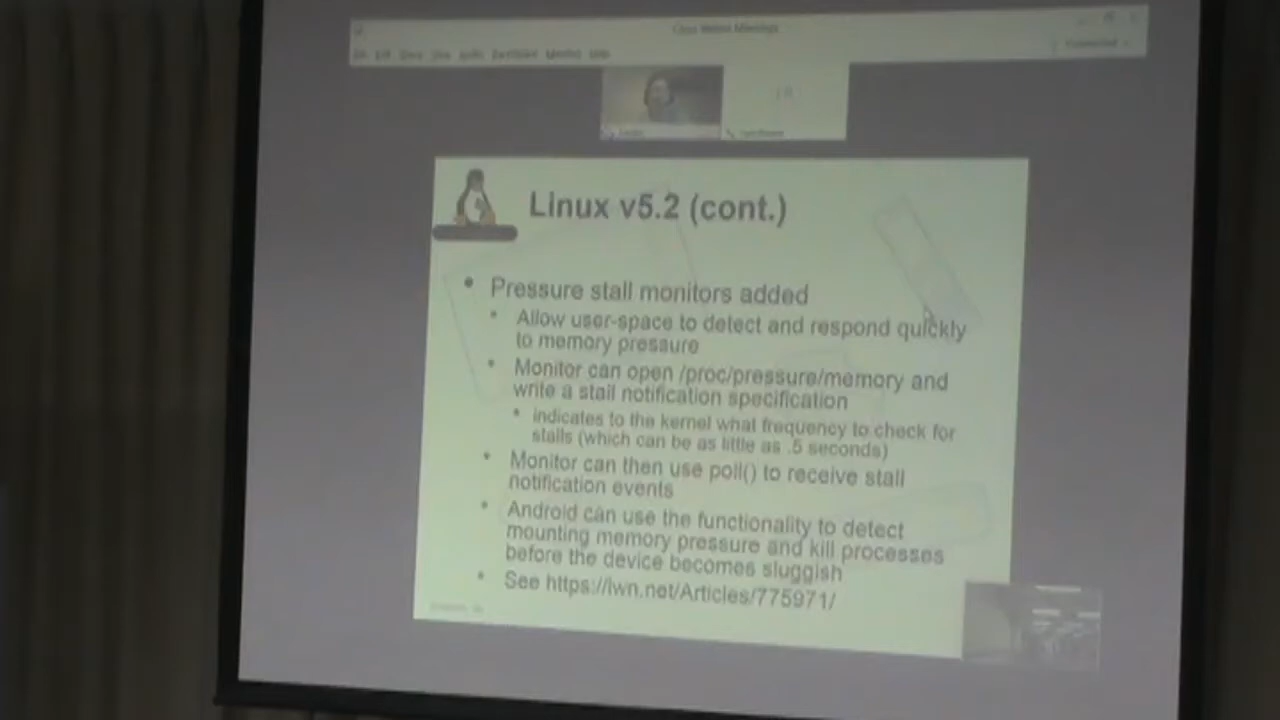 Cisco Webex Meetings
Linux v5.2 (cont.)
Pressure stall monitors added
Allow user-space to detect and respond quickly
to memory pressure
Monitor can open /proc/pressure/memory and
write a stall notification specification
indicates to the kernel what frequency to check for
stalls (which can be as little as .5 seconds)
Monitor can then use poll() to receive stall
notification events
Android can use the functionality to detect
mounting memory pressure and kill processes
before the device becomes sluggish
See https://lwn.net/Articles/775971/